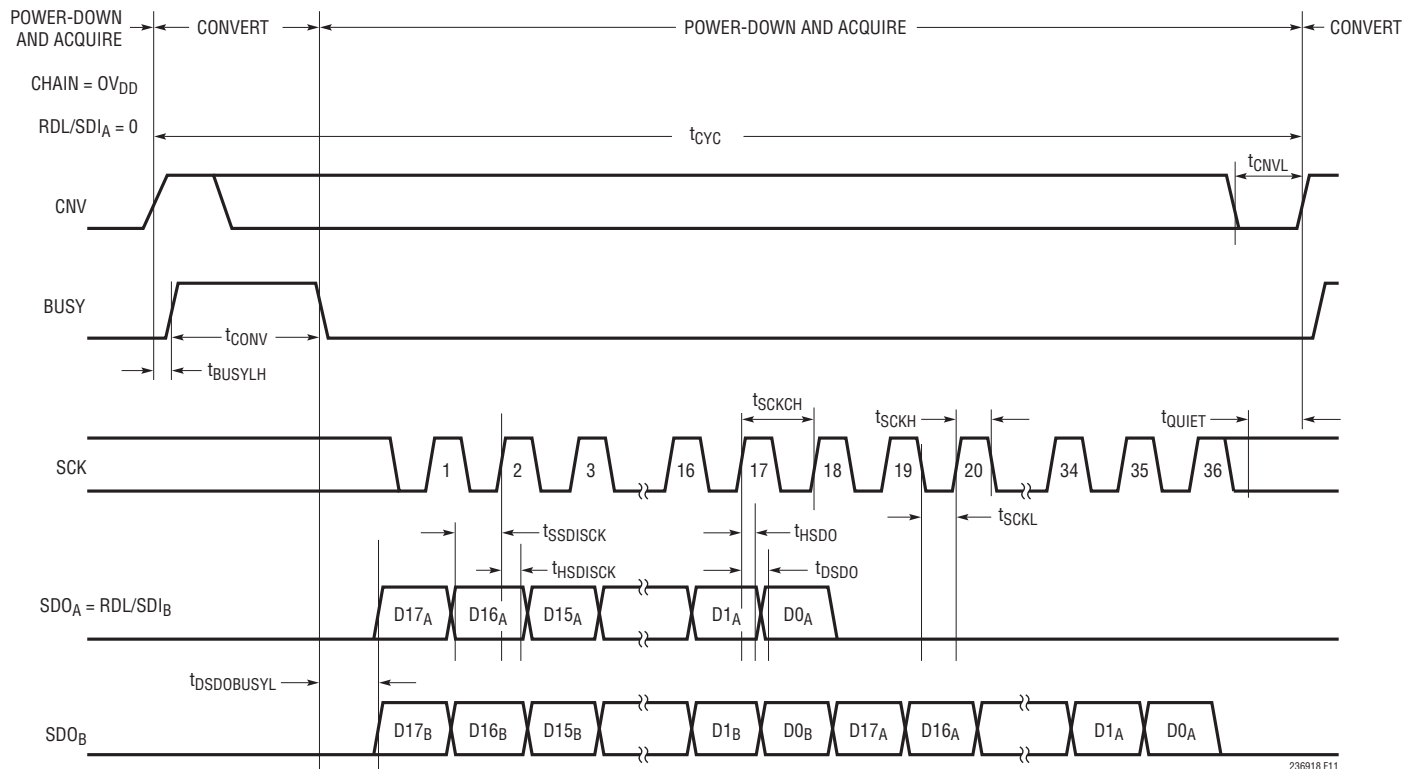 POWER-DOWN
AND ACQUIRE
CONVERT
POWER-DOWN AND ACQUIRE
CONVERT
CHAIN = OVDD
RDL/SDIA = 0
tCYC
tCNVL
CNV
BUSY
tCONV
tBUSYLH
tSCKCH
tSCKH
tQUIET
SCK
1 2 3 16 17 18 19 20 34 35 36
tSSDISCK
tHSDO
tSCKL
tHSDISCK
tDSDO
SDOA = RDL/SDIB
D17A D16A D15A D1A D0A
tDSDOBUSYL
SDOB
D17B D16B D15B D1B D0B D17A D16A D1A D0A
236918 F11